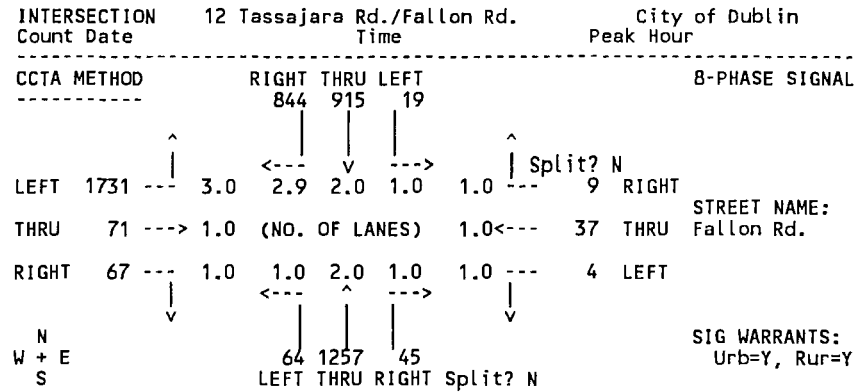 INTERSECTION 12 Tassajara Rd./Fallon Rd. City of Dublin
Count Date Time Peak Hour
CCTA METHOD RIGHT THRU LEFT 8-PHASE SIGNAL
844 915 19
<--- V --->
Split? N
LEFT 1731 --- 3.0 2.9 2.0 1.0 1.0 --- 9 RIGHT
STREET NAME:
THRU 71 ---> 1.0 (NO. OF LANES) 1.0<--- 37 THRU Fallon Rd.
RIGHT 67 --- 1.0 1.0 2.0 1.0 1.0 --- 4 LEFT
<--- ^ --->
V V
N SIG WARRANTS:
W + E 64 1257 45 Urb=Y, Rur=Y
S LEFT THRU RIGHT Split? N